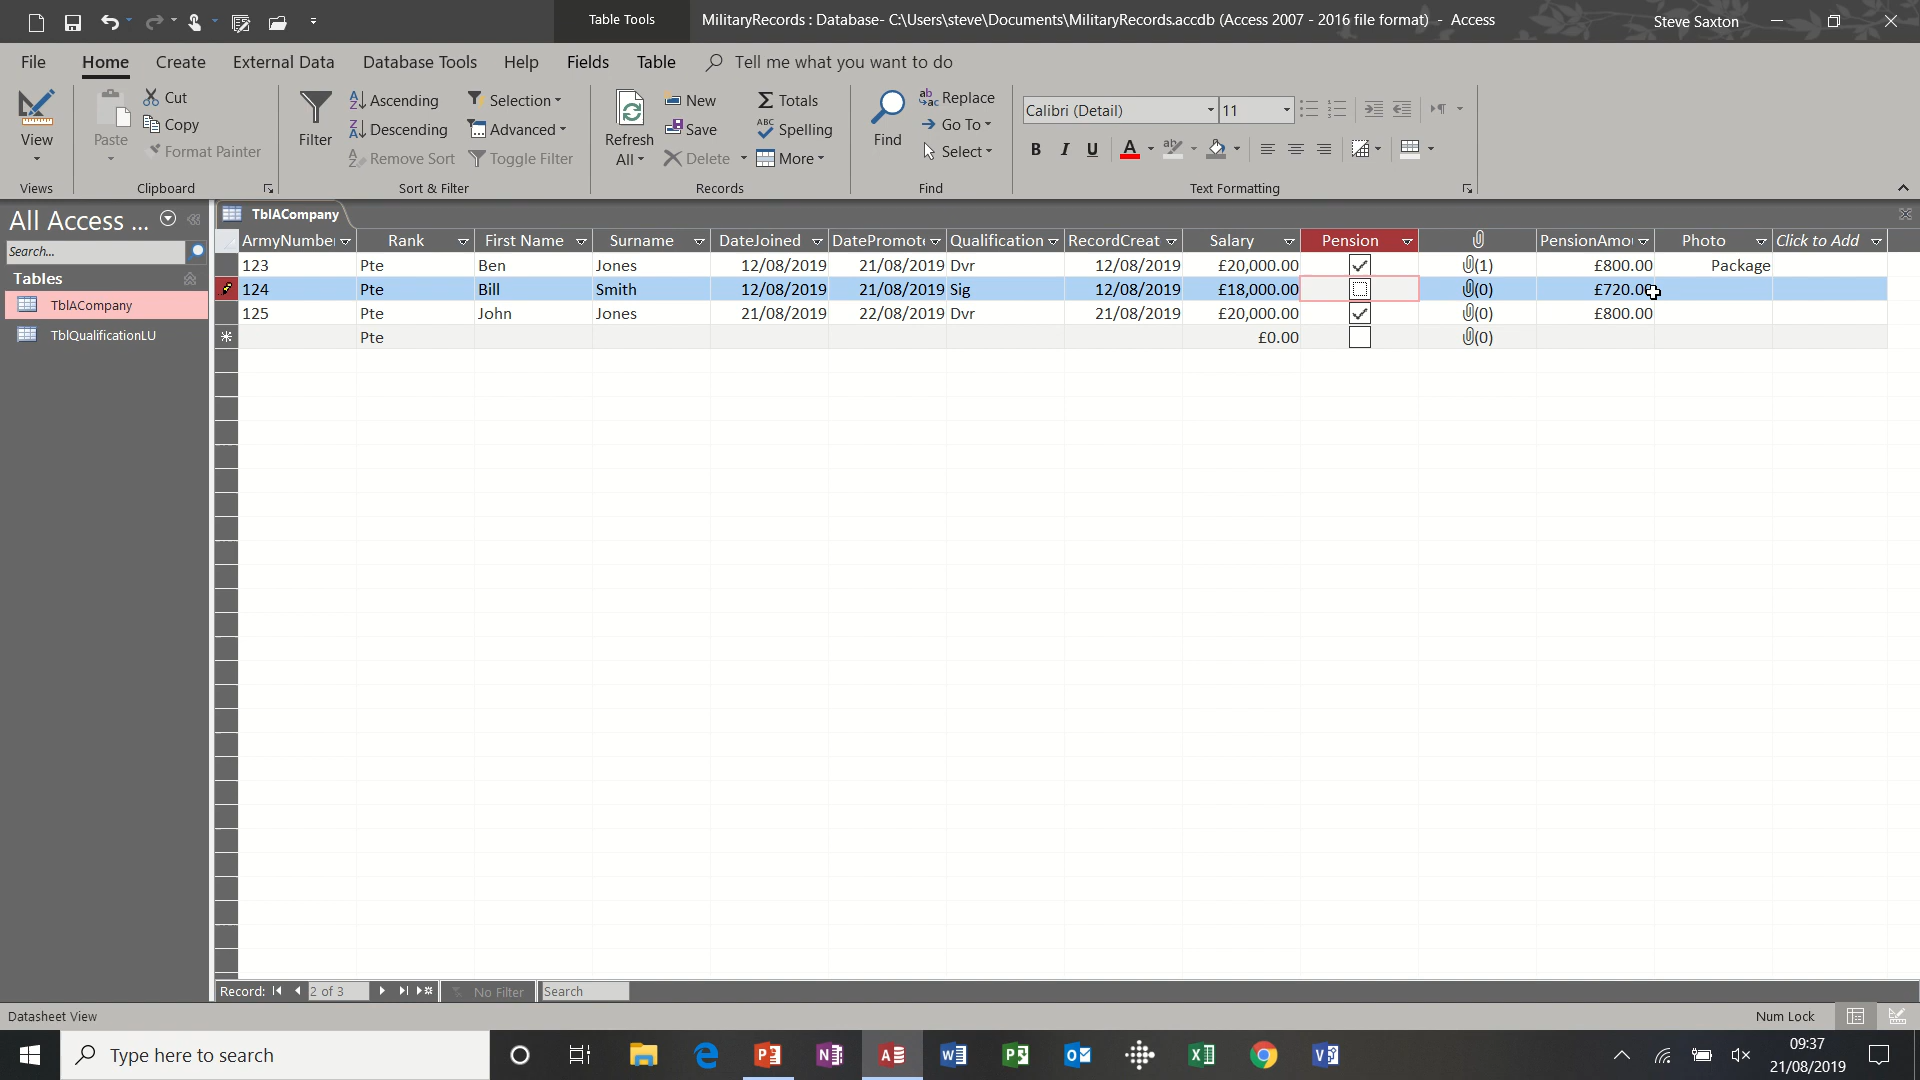 Table Tools
MilitaryRecords : Database- C:\Users\steve\Documents\MilitaryRecords.accdb (Access 2007 - 2016 file format) - Access
Steve Saxton
File Home Create External Data Database Tools Help Fields Table Tell me what you want to do
View
Views
Paste
Cut
Copy
Format Painter
Clipboard
Filter
Ascending
Descending
Remove Sort
Selection
Advanced
Toggle Filter
Sort & Filter
Refresh
All
New
Save
Delete
Totals
Spelling
More
Records
Find
Replace
Go To
Select
Find
Calibri (Detail) 11
B I U A
Text Formatting
All Access ...
Search...
Tables
TblACompany
TblQualificationLU
TblACompany
ArmyNumbe Rank First Name Surname DateJoined DatePromot Qualification RecordCreat Salary Pension PensionAmo Photo Click to Add
123 Pte Ben Jones 12/08/2019 21/08/2019 Dvr 12/08/2019 £20,000.00 (1) £800.00 Package
124 Pte Bill Smith 12/08/2019 21/08/2019 Sig 12/08/2019 £18,000.00 (0) £720.00
125 Pte John Jones 21/08/2019 22/08/2019 Dvr 21/08/2019 £20,000.00 (0) £800.00
Pte £0.00 (0)
Record: 2 of 3 No Filter Search
Datasheet View
Num Lock
Type here to search
09:37
21/08/2019